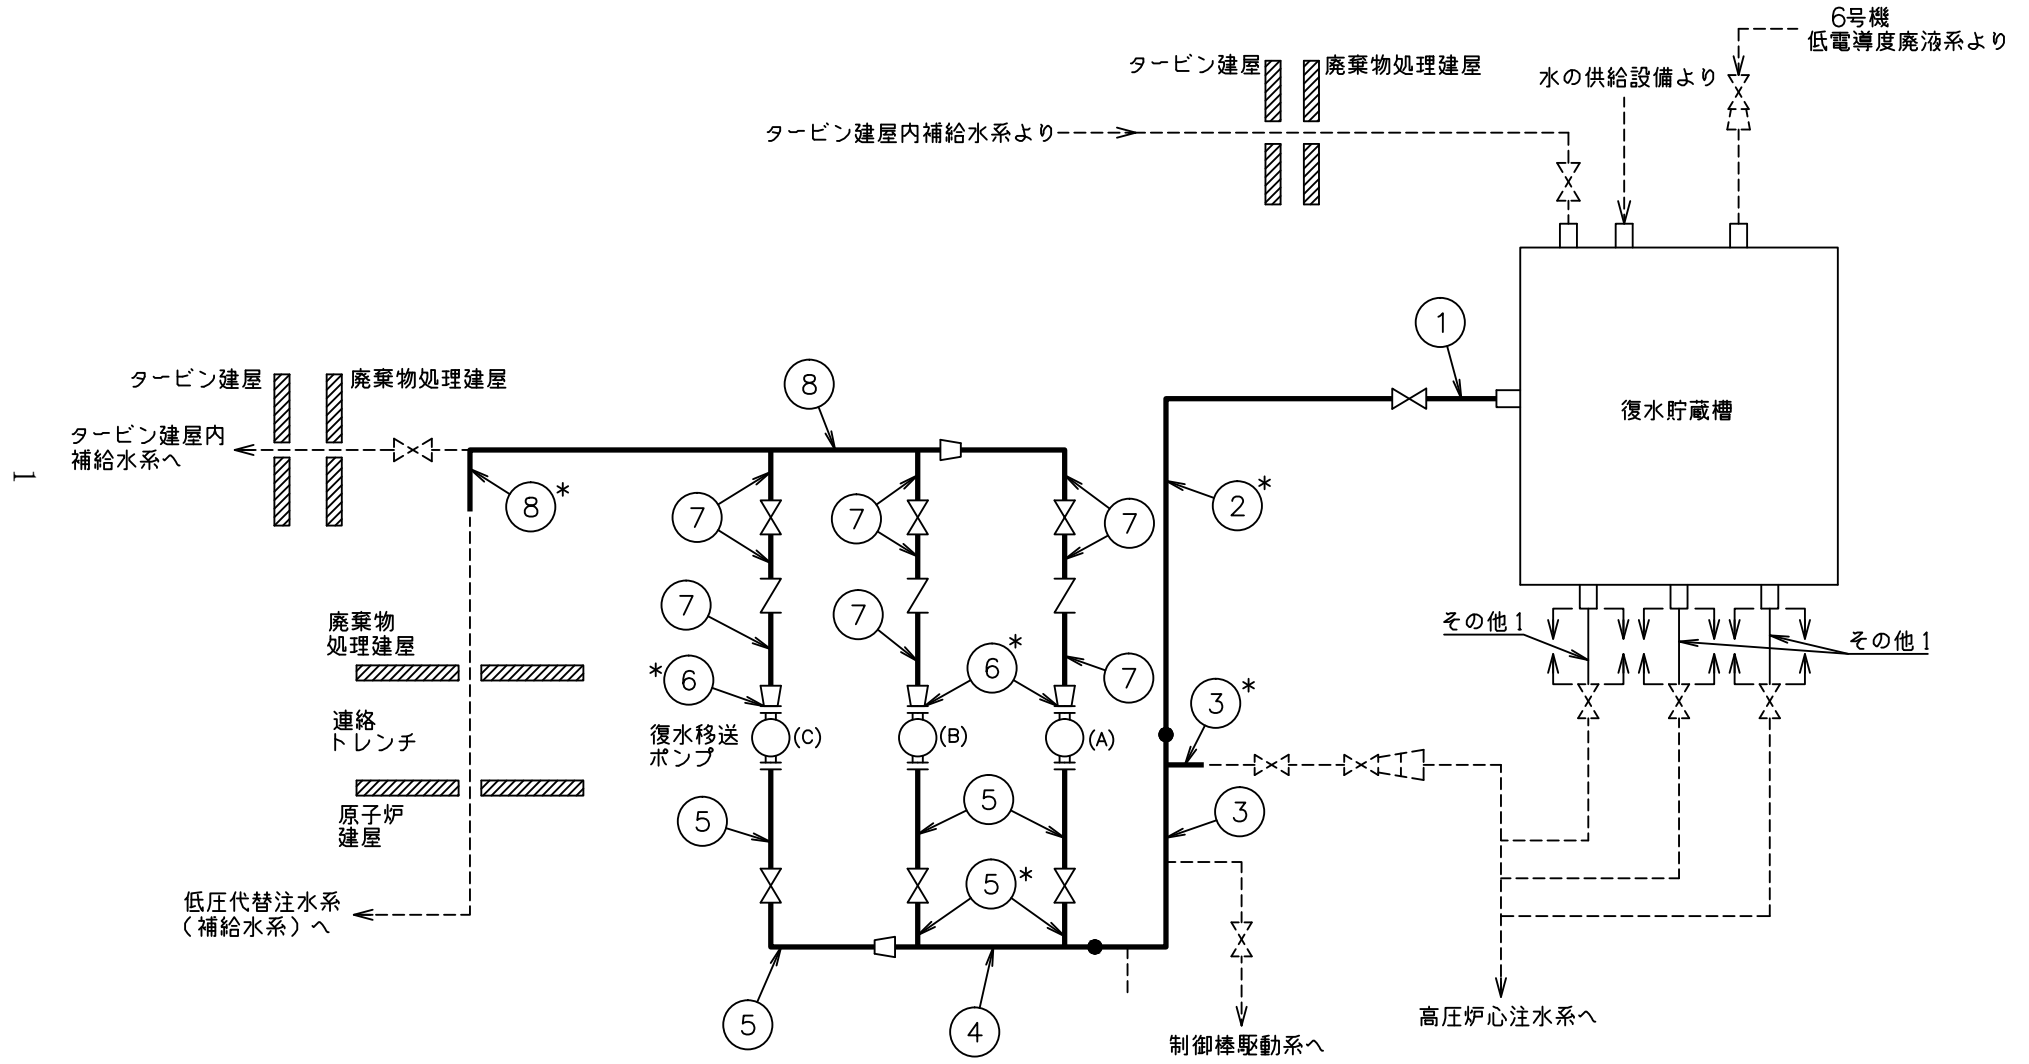 6号機
低電導度廃液系より
タービン建屋
廃棄物処理建屋
水の供給設備より
タービン建屋内補給水系より
1
復水貯蔵槽
8
タービン建屋
廃棄物処理建屋
タービン建屋内
補給水系へ
1
8*
7
7
7
2*
7
7
その他1
その他1
廃棄物
処理建屋
*6
6*
7
3*
連絡
トレンチ
復水移送
ポンプ
(C)
(B)
(A)
原子炉
建屋
5
5
3
5*
低圧代替注水系
(補給水系)へ
5
4
制御棒駆動系へ
高圧炉心注水系へ